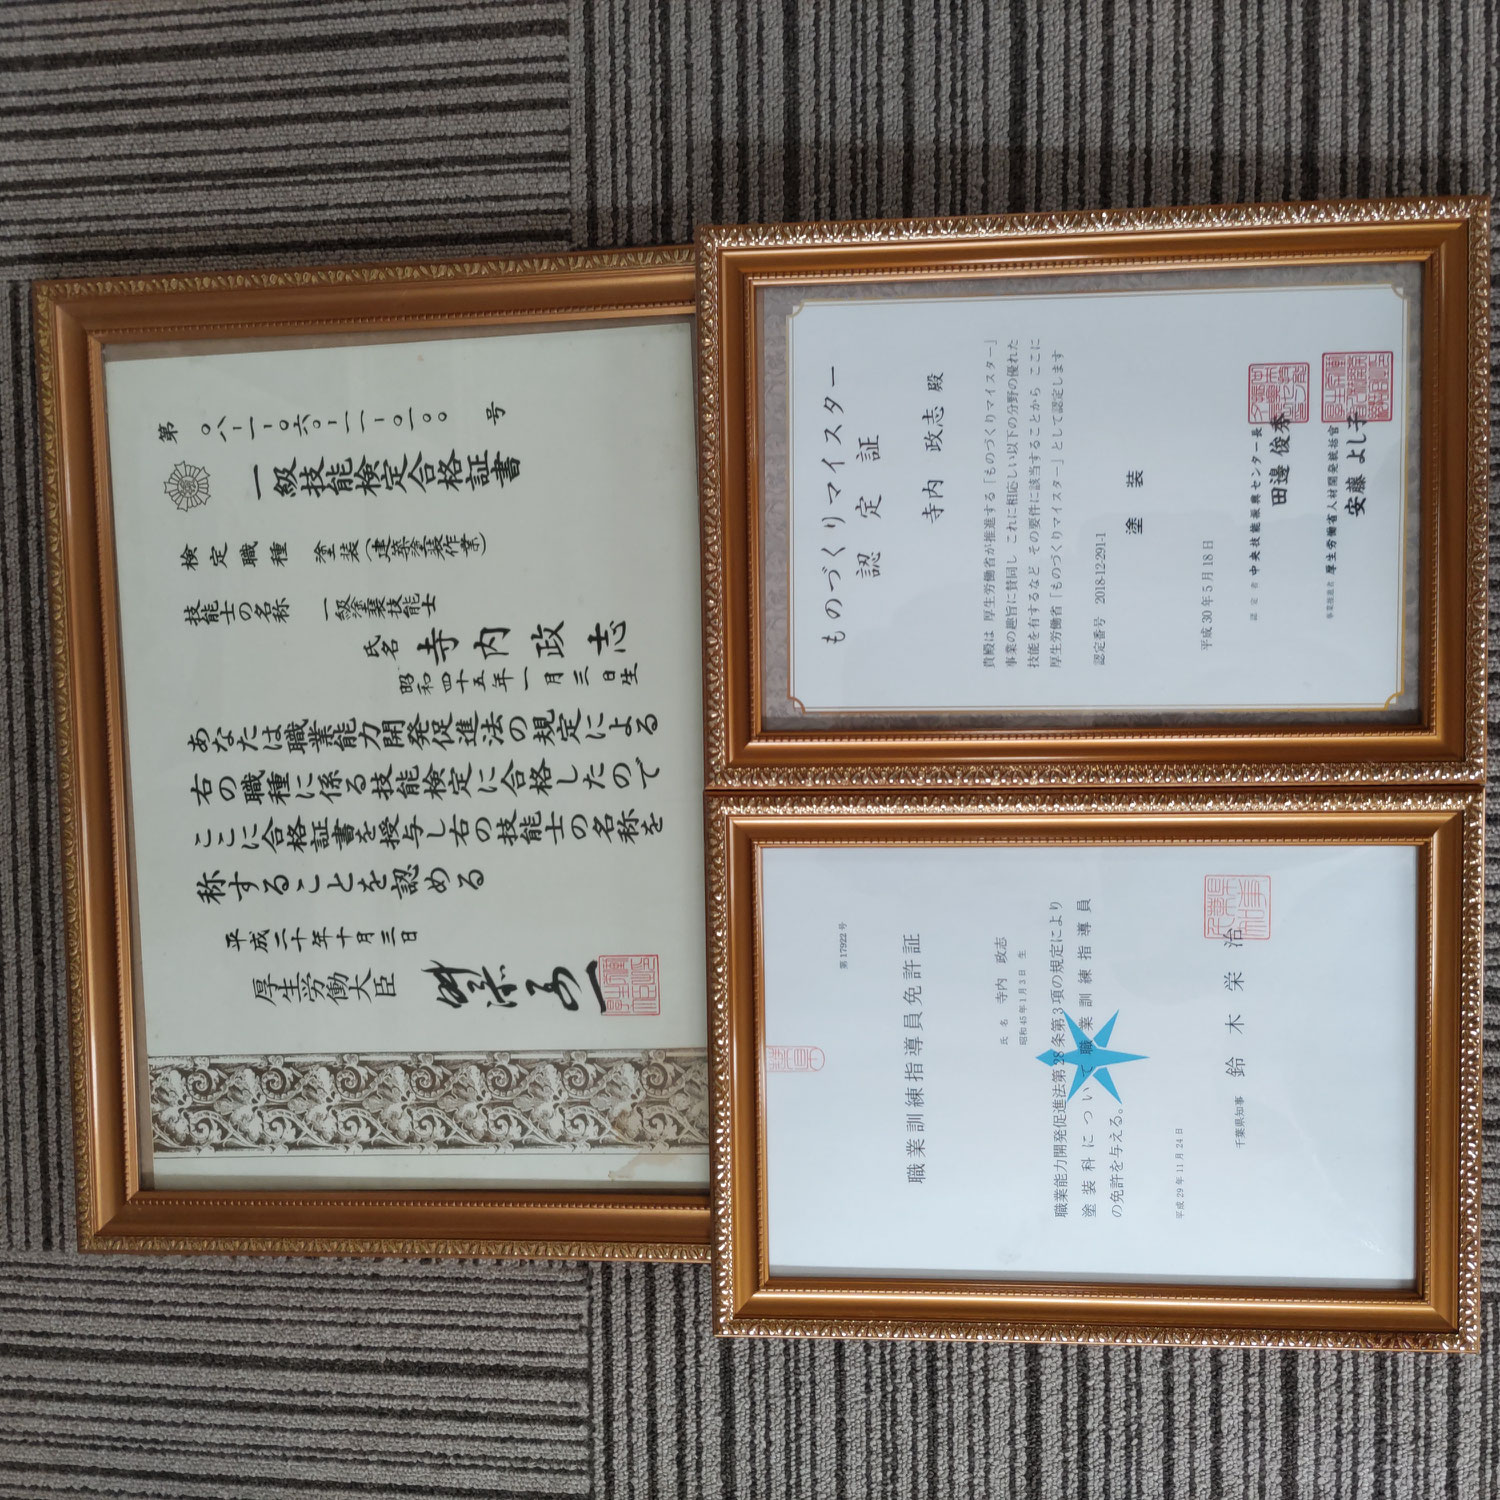 第〇八-一-一〇六-一一-〇一〇〇号
一級技能検定合格証書
検定職種 塗装(建築塗装作業)
技能士の名称 一級塗装技能士
氏名 寺内政志
昭和四十五年一月三日生
あなたは職業能力開発促進法の規定による
右の職種に係る技能検定に合格したので
ここに合格証書を授与し右の技能士の名称を
称することを認める
平成二十年十月三日
厚生労働大臣
ものづくりマイスター
認定証
寺内 政志 殿
貴殿は 厚生労働省が推進する「ものづくりマイスター」
事業の趣旨に賛同し これに相応しい以下の分野の優れた
技能を有するなど その要件に該当することから ここに
厚生労働省「ものづくりマイスター」として認定します
認定番号 2018-12-291-1
塗装
平成30年5月18日
認定者 中央技能振興センター長
田邊 俊秀
事業推進者 厚生労働省人材開発統括官
安藤 よし子
第17922号
職業訓練指導員免許証
氏名 寺内 政志
昭和45年1月3日 生
職業能力開発促進法第28条第3項の規定により
塗装科について職業訓練指導員
の免許を与える。
平成29年11月24日
千葉県知事 鈴木栄治